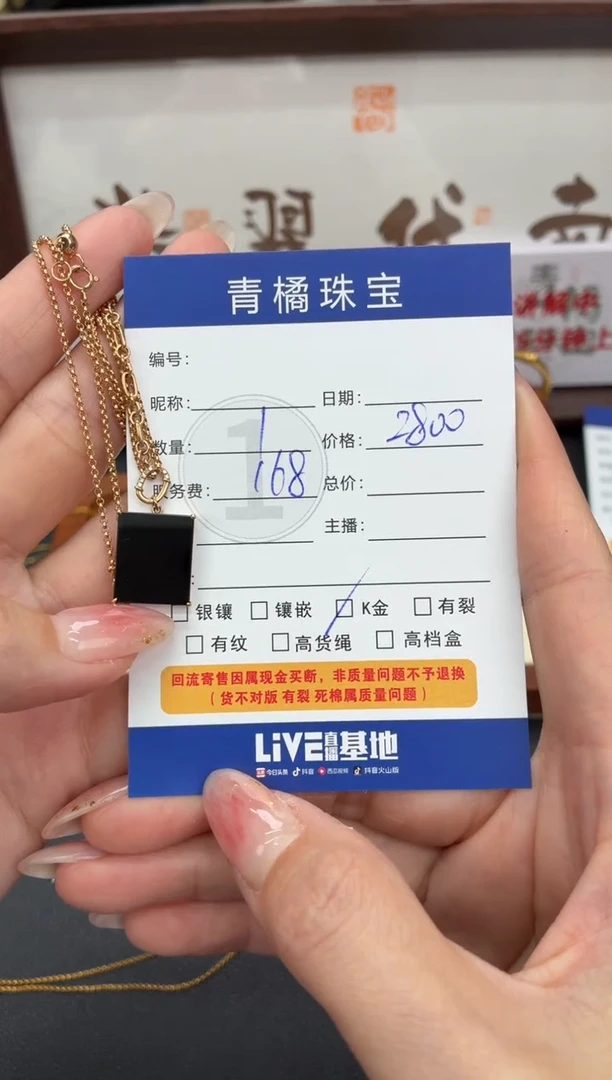 青橘珠宝
编号：
昵称： 日期：
数量： 1 价格： 2800
服务费： 168 总价：
主播：
：
银镶 镶嵌 K金 有裂
有纹 高货绳 高档盒
回流寄售因属现金买断，非质量问题不予退换
（货不对版 有裂 死棉属质量问题）
LiVE直播基地
今日头条 抖音 西瓜视频 抖音火山版